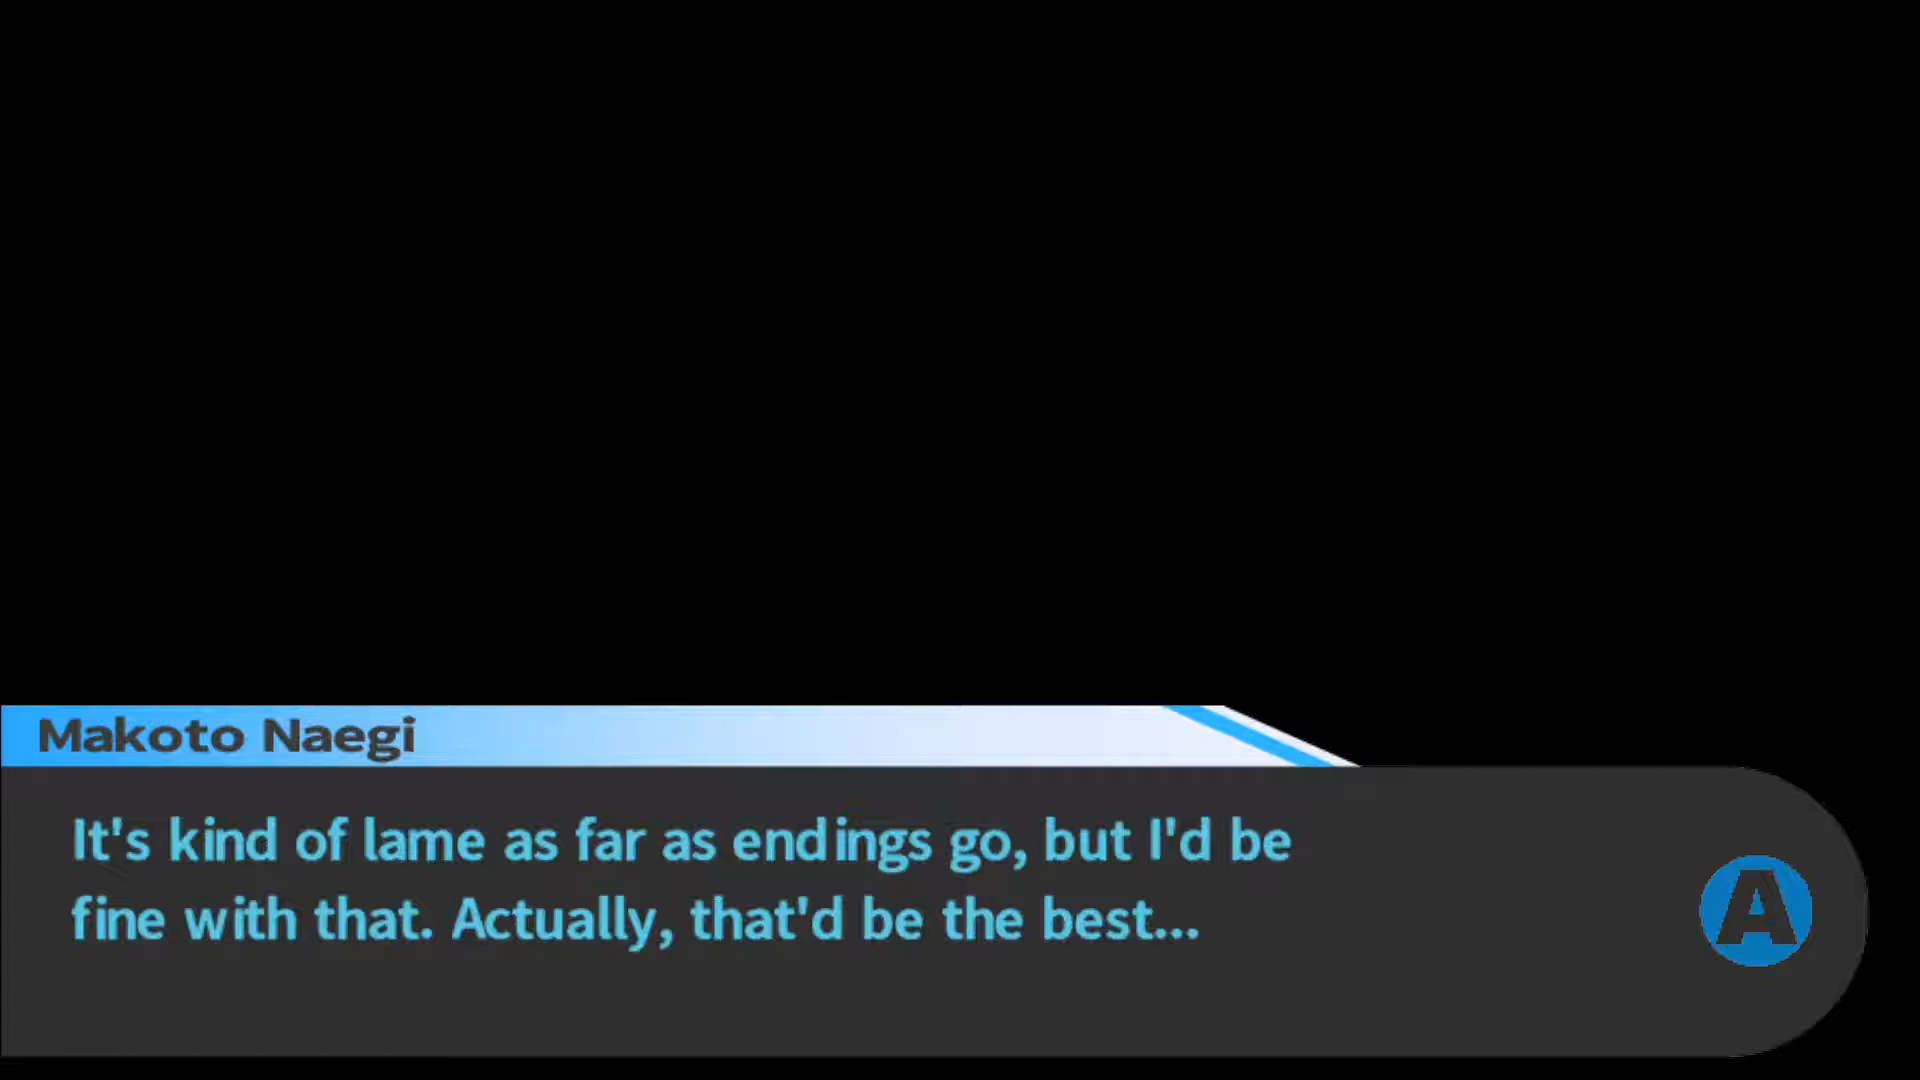 Makoto Naegi
It's kind of lame as far as endings go, but I'd be
fine with that. Actually, that'd be the best...
A